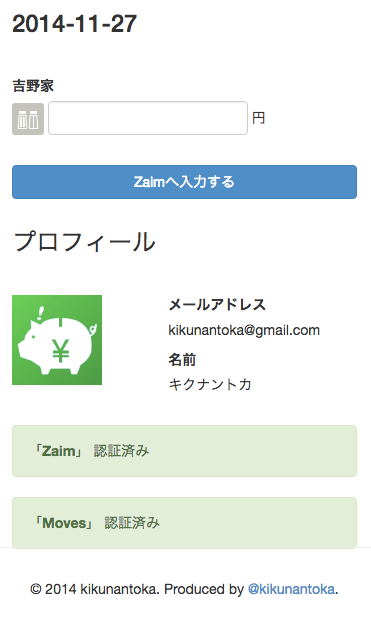 2014-11-27
吉野家
円
Zaimへ入力する
プロフィール
¥
メールアドレス
kikunantoka@gmail.com
名前
キクナントカ
「Zaim」 認証済み
「Moves」 認証済み
© 2014 kikunantoka. Produced by @kikunantoka.